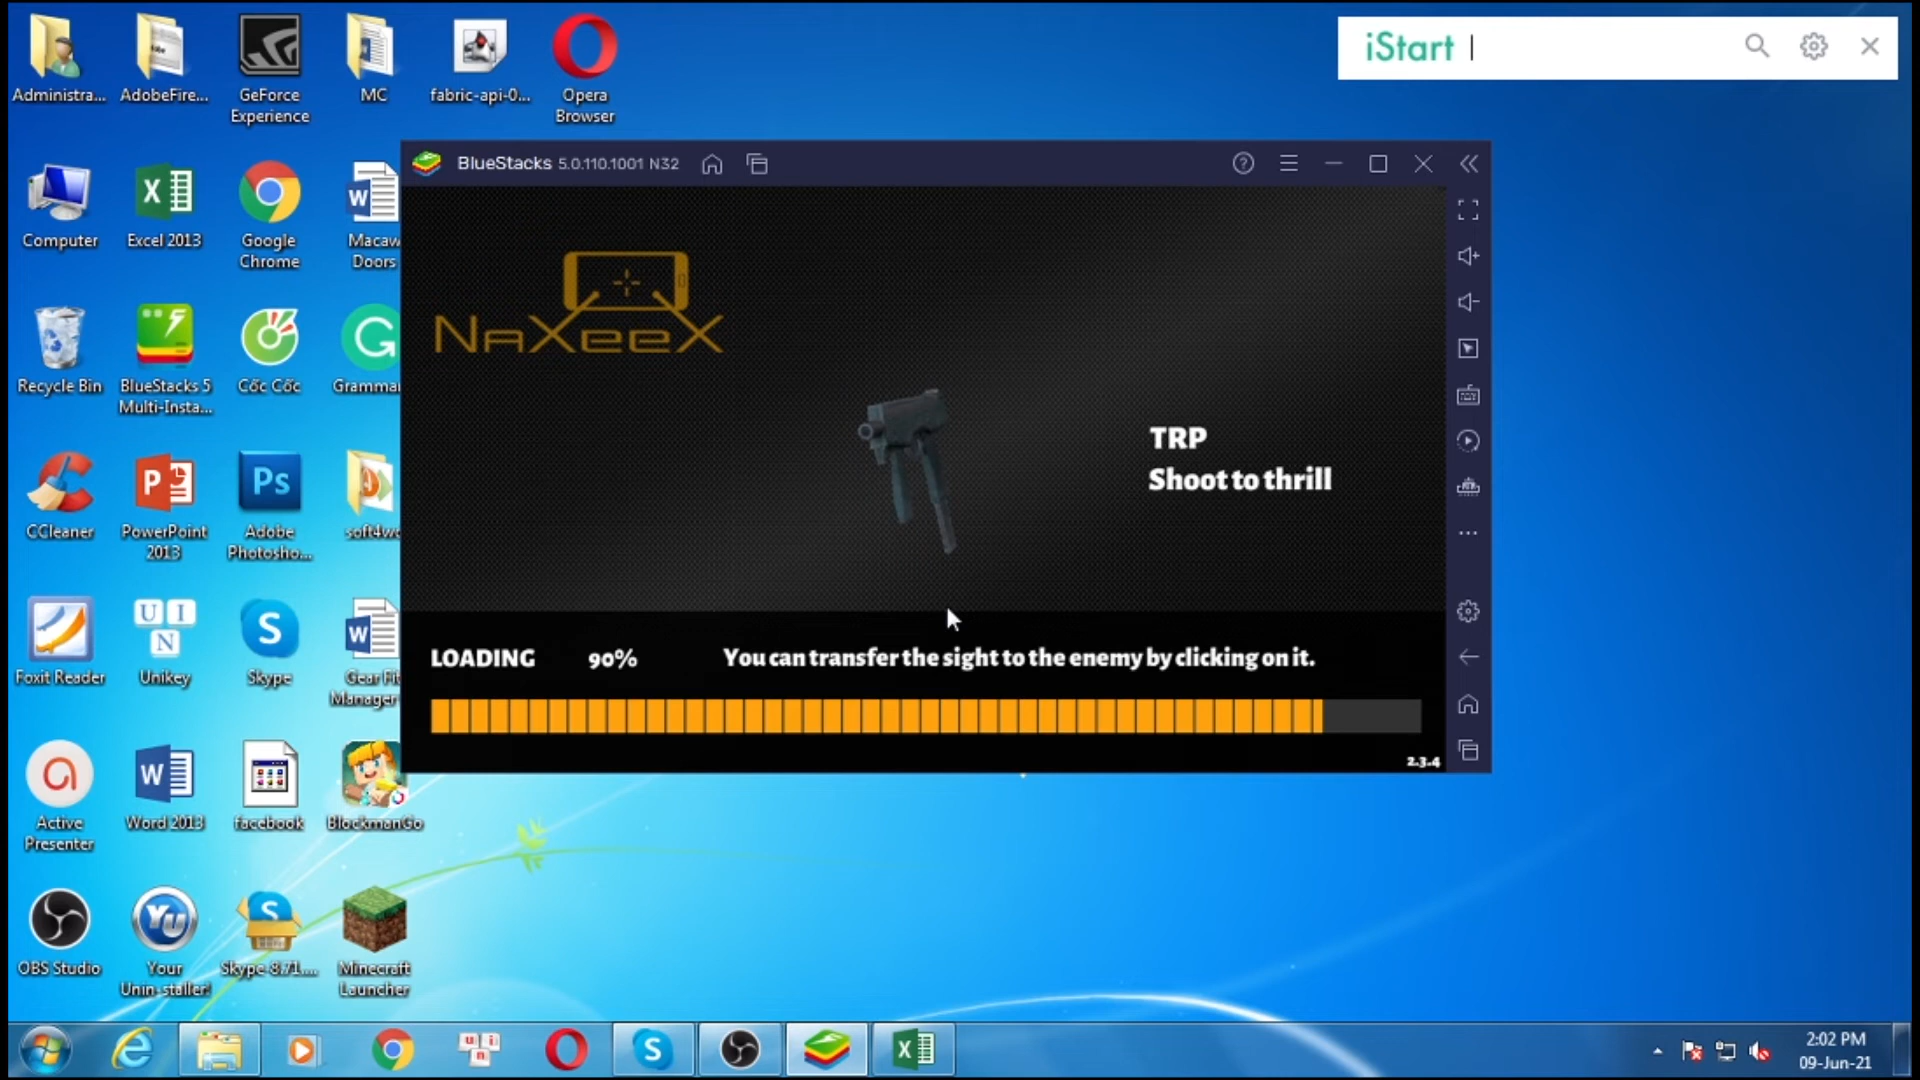 iStart
Administra...
AdobeFire...
GeForce
Experience
MC
fabric-api-0...
Opera
Browser
Computer
Excel 2013
Google
Chrome
Macaw
Doors
Recycle Bin
BlueStacks 5
Multi-Insta...
Cốc Cốc
Grammar
CCleaner
PowerPoint
2013
Adobe
Photosho...
Foxit Reader
Unikey
Skype
Gear Fit
Manager
Active
Presenter
Word 2013
facebook
BlockmanGo
OBS Studio
Your
Unin-staller!
Skype-8.71....
Minecraft
Launcher
BlueStacks 5.0.110.1001 N32
NAXeeX
TRP
Shoot to thrill
LOADING 90% You can transfer the sight to the enemy by clicking on it.
2.3.4
2:02 PM
09-Jun-21